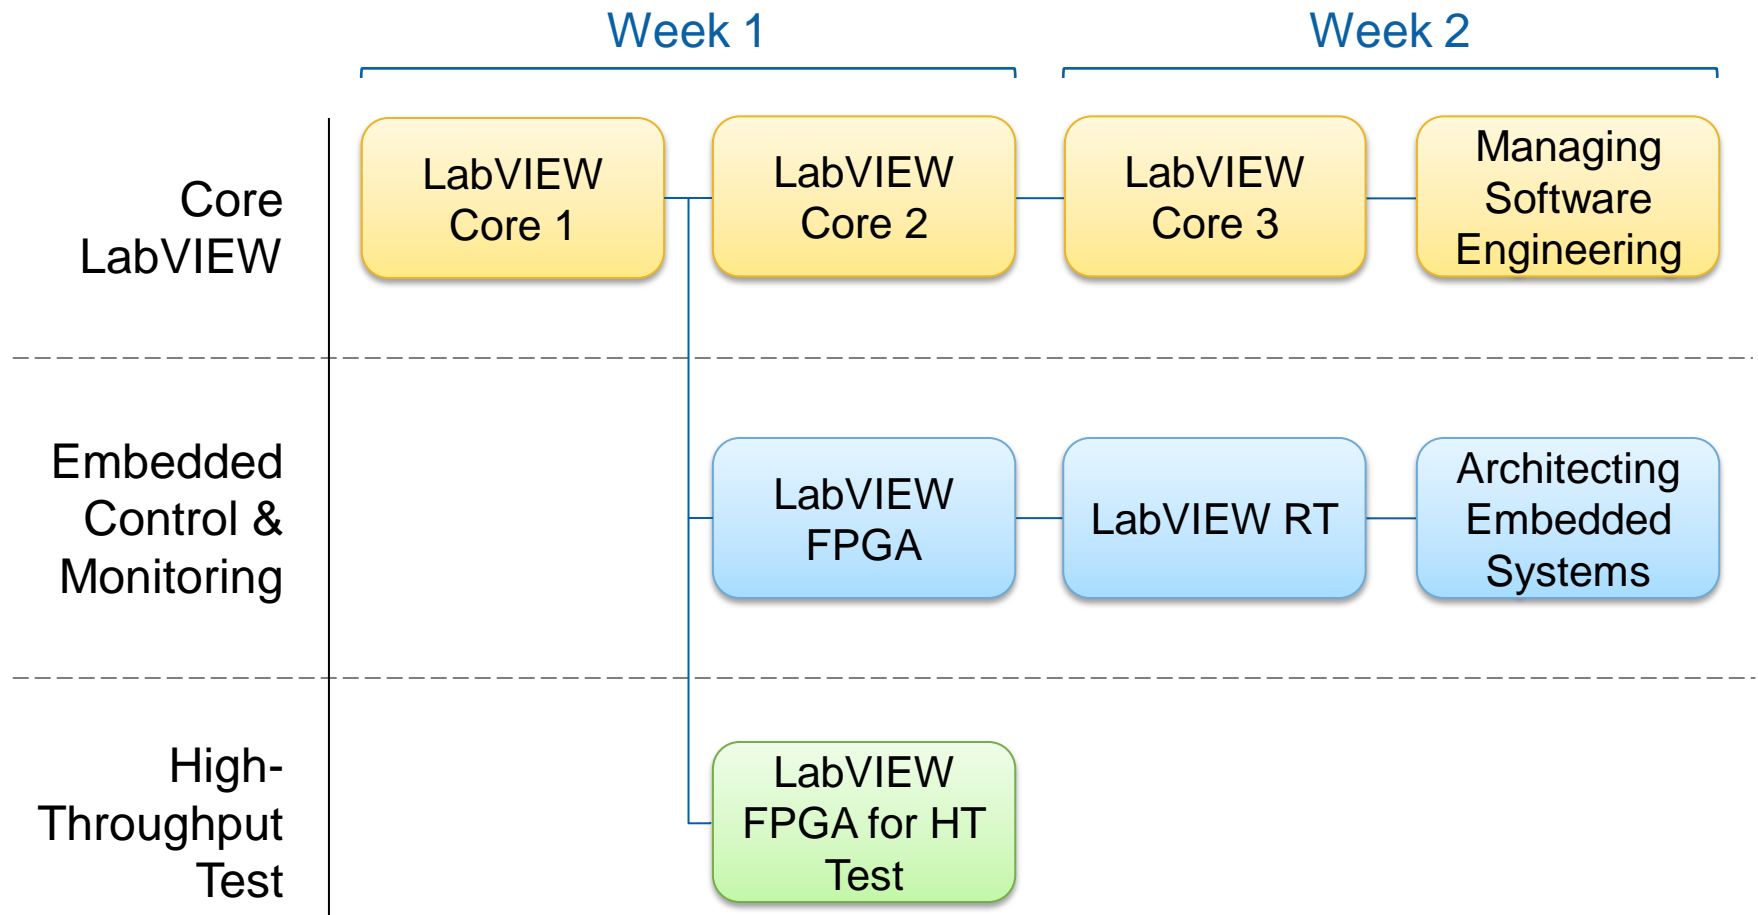 Week 1
Week 2
Core
LabVIEW
LabVIEW
Core 1
LabVIEW
Core 2
LabVIEW
Core 3
Managing
Software
Engineering
Embedded
Control &
Monitoring
LabVIEW
FPGA
LabVIEW RT
Architecting
Embedded
Systems
High-
Throughput
Test
LabVIEW
FPGA for HT
Test